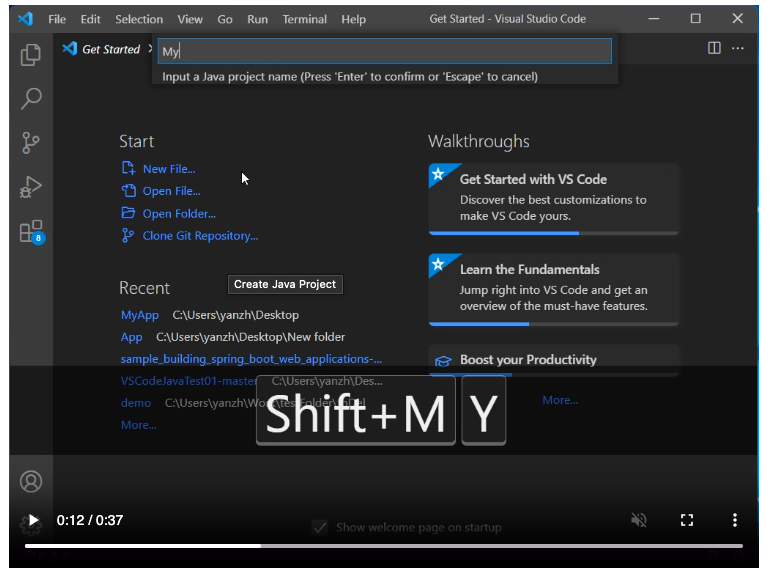 File Edit Selection View Go Run Terminal Help Get Started - Visual Studio Code
Get Started
My
Input a Java project name (Press 'Enter' to confirm or 'Escape' to cancel)
Start
New File...
Open File...
Open Folder...
Clone Git Repository...
Create Java Project
Recent
MyApp C:\Users\yanzh\Desktop
App C:\Users\yanzh\Desktop\New folder
sample_building_spring_boot_web_applications-...
VSCodeJavaTest01-master C:\Users\yanzh\Des...
demo C:\Users\yanzh\
More...
Walkthroughs
Get Started with VS Code
Discover the best customizations to
make VS Code yours.
Learn the Fundamentals
Jump right into VS Code and get an
overview of the must-have features.
Boost your Productivity
More...
8
Shift+M Y
0:12 / 0:37
Show welcome page on startup